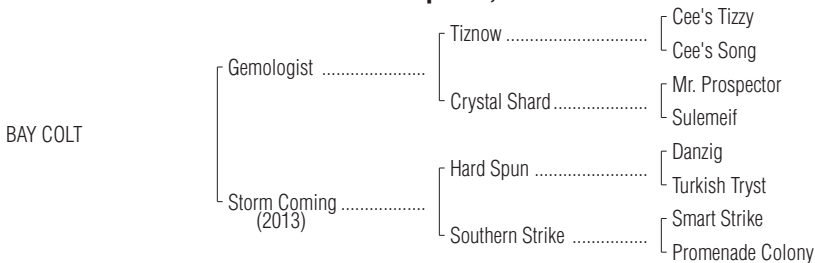 Cee's Tizzy
Tiznow ..............................
Cee's Song
Gemologist ......................
Mr. Prospector
Crystal Shard....................
Sulemeif
BAY COLT
Danzig
Hard Spun ........................
Turkish Tryst
Storm Coming ..................
(2013)
Smart Strike
Southern Strike ................
Promenade Colony